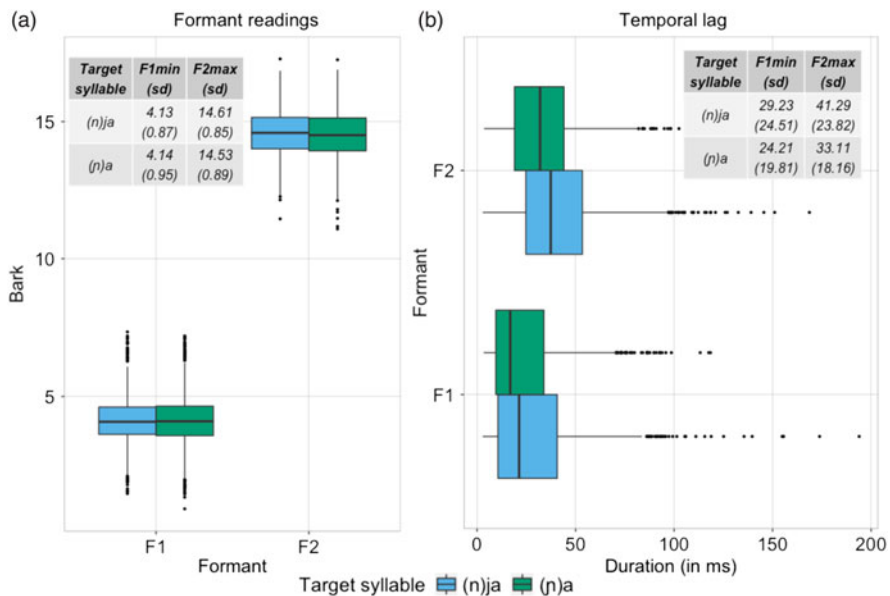 (a) Formant readings
Target syllable F1min (sd) F2max (sd)
(n)ja 4.13 (0.87) 14.61 (0.85)
(ɲ)a 4.14 (0.95) 14.53 (0.89)
Bark
15
10
5
F1 F2
Formant
(b) Temporal lag
Target syllable F1min (sd) F2max (sd)
(n)ja 29.23 (24.51) 41.29 (23.82)
(ɲ)a 24.21 (19.81) 33.11 (18.16)
Formant
F2
F1
0 50 100 150 200
Duration (in ms)
Target syllable (n)ja (ɲ)a